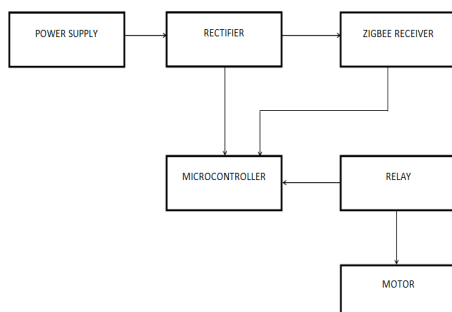 POWER SUPPLY
RECTIFIER
ZIGBEE RECEIVER
MICROCONTROLLER
RELAY
MOTOR